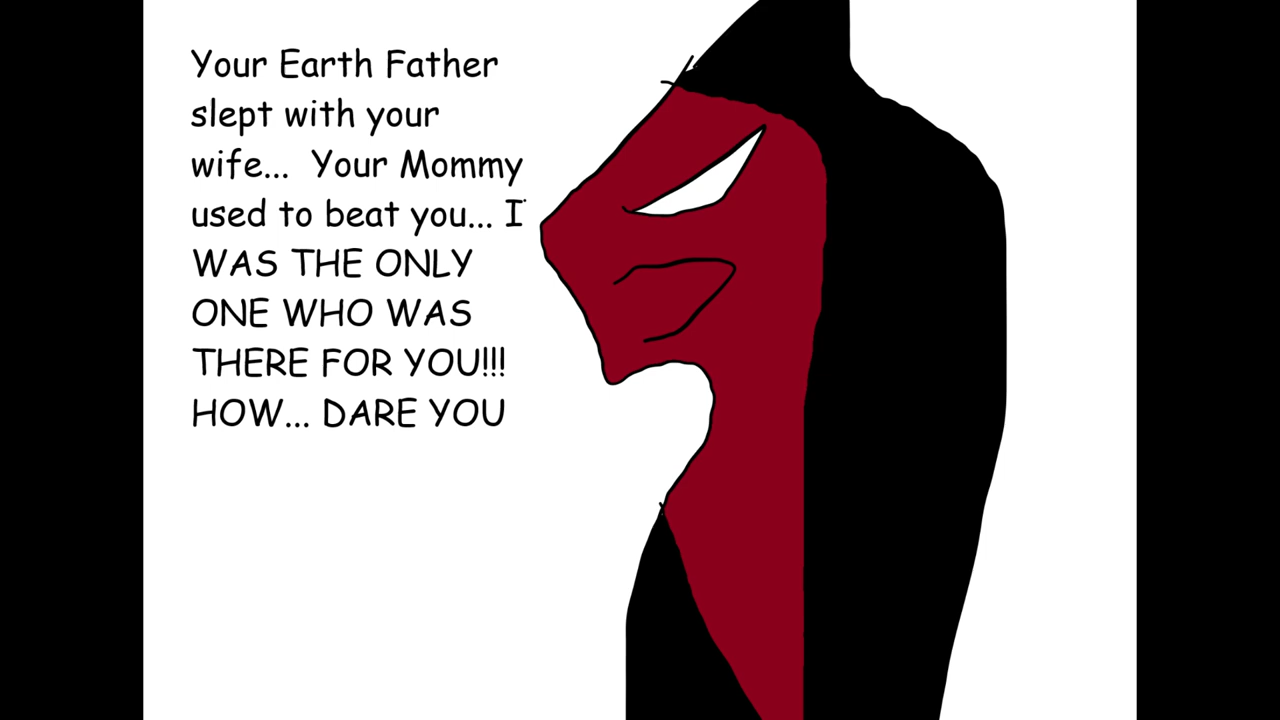 Your Earth Father
slept with your
wife...  Your Mommy
used to beat you... I
WAS THE ONLY
ONE WHO WAS
THERE FOR YOU!!!
HOW... DARE YOU